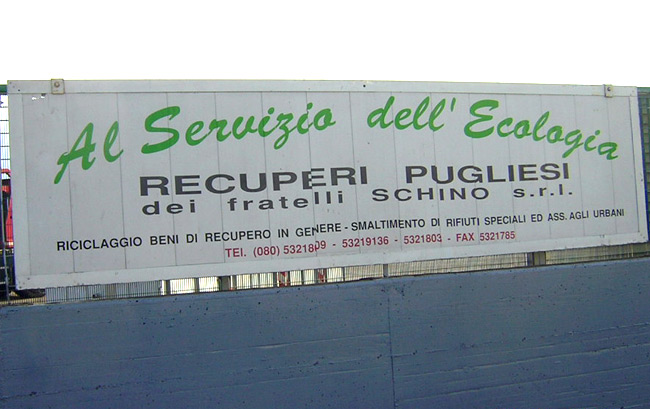 Al Servizio dell' Ecologia
RECUPERI PUGLIESI
dei fratelli SCHINO s.r.l.
RICICLAGGIO BENI DI RECUPERO IN GENERE - SMALTIMENTO DI RIFIUTI SPECIALI ED ASS. AGLI URBANI
TEL. (080) 5321809 - 53219136 - 5321803 - FAX 5321785